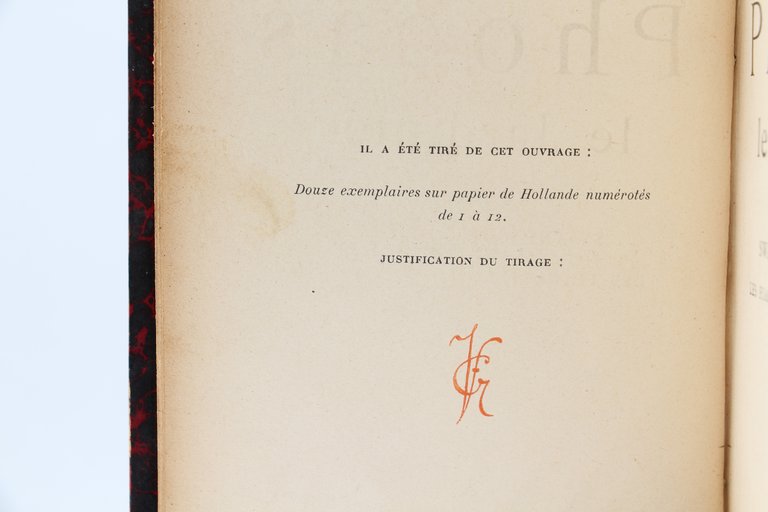 IL A ÉTÉ TIRÉ DE CET OUVRAGE :
Douze exemplaires sur papier de Hollande numérotés
de 1 à 12.
JUSTIFICATION DU TIRAGE :